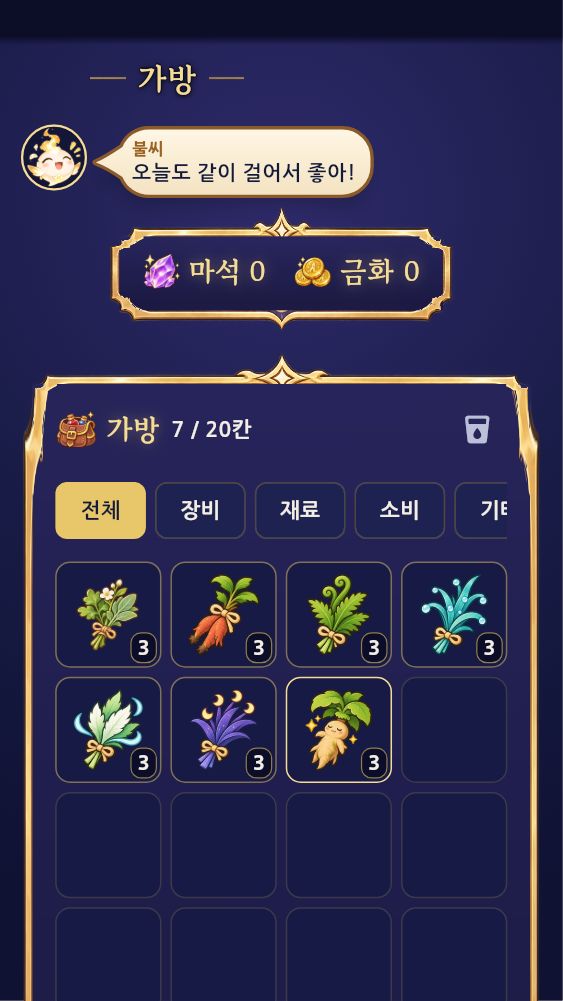 가방
불씨
오늘도 같이 걸어서 좋아!
마석 0 금화 0
가방 7 / 20칸
전체 장비 재료 소비
3 3 3 3
3 3 3